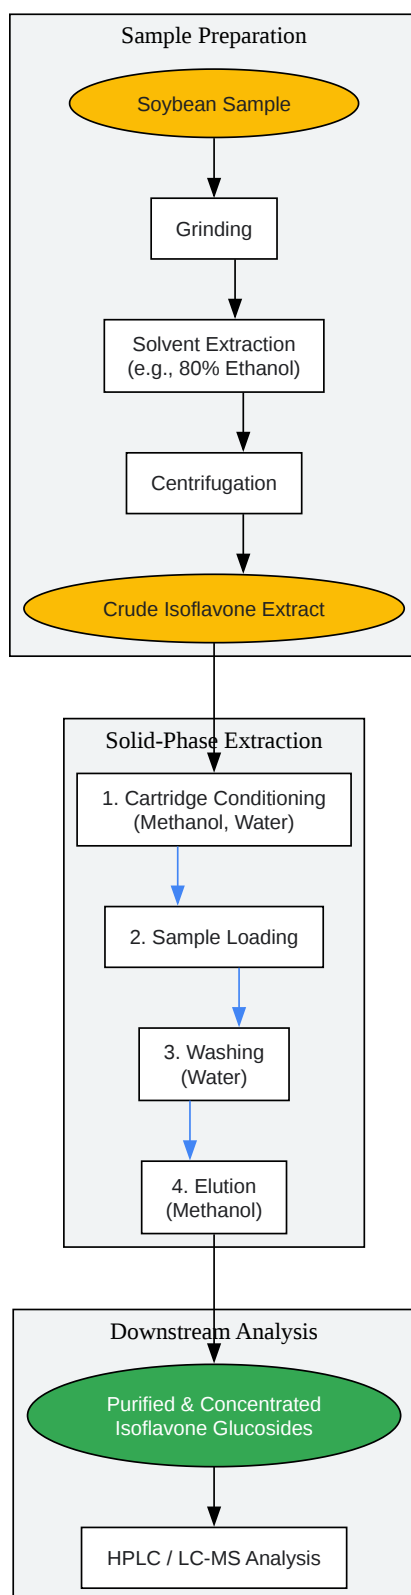 Sample Preparation
Soybean Sample
Grinding
Solvent Extraction
(e.g., 80% Ethanol)
Centrifugation
Crude Isoflavone Extract
Solid-Phase Extraction
1. Cartridge Conditioning
(Methanol, Water)
2. Sample Loading
3. Washing
(Water)
4. Elution
(Methanol)
Downstream Analysis
Purified & Concentrated
Isoflavone Glucosides
HPLC / LC-MS Analysis